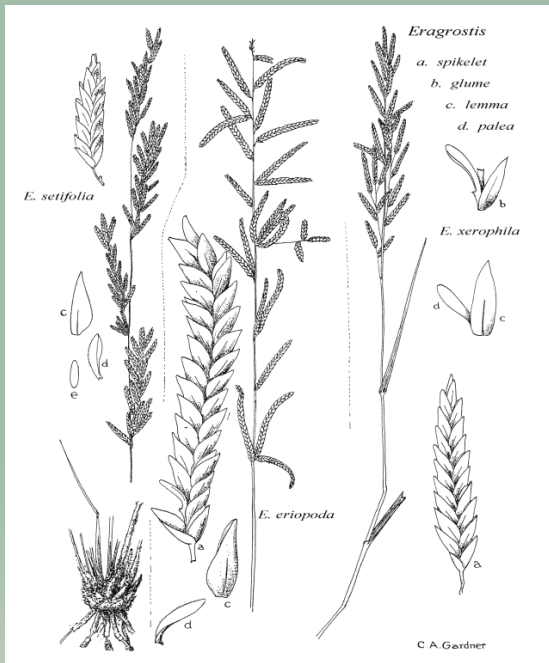 Eragrostis
a. spikelet
b. glume
c. lemma
d. palea
E. setifolia
b
E. xerophila
c
d
e
d
c
a
E. eriopoda
a
c
d
C. A. Gardner